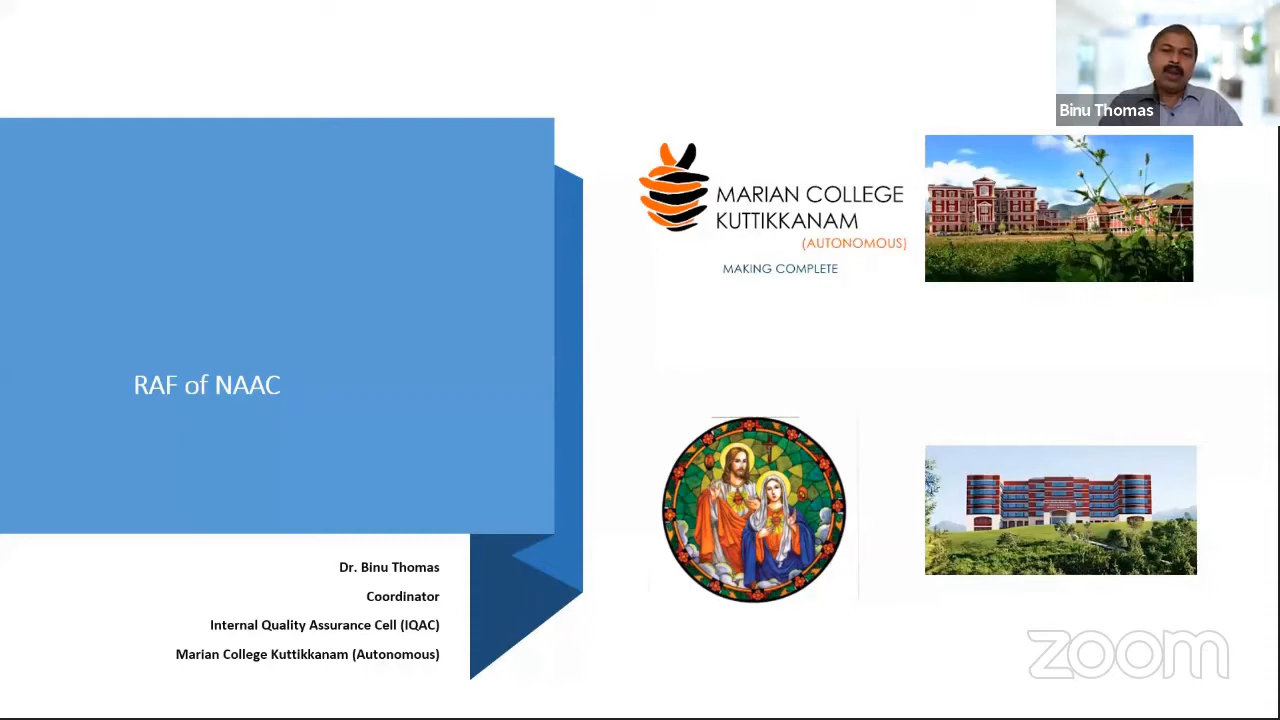 Binu Thomas
MARIAN COLLEGE
KUTTIKKANAM
(AUTONOMOUS)
MAKING COMPLETE
RAF of NAAC
Dr. Binu Thomas
Coordinator
Internal Quality Assurance Cell (IQAC)
Marian College Kuttikkanam (Autonomous)
zoom